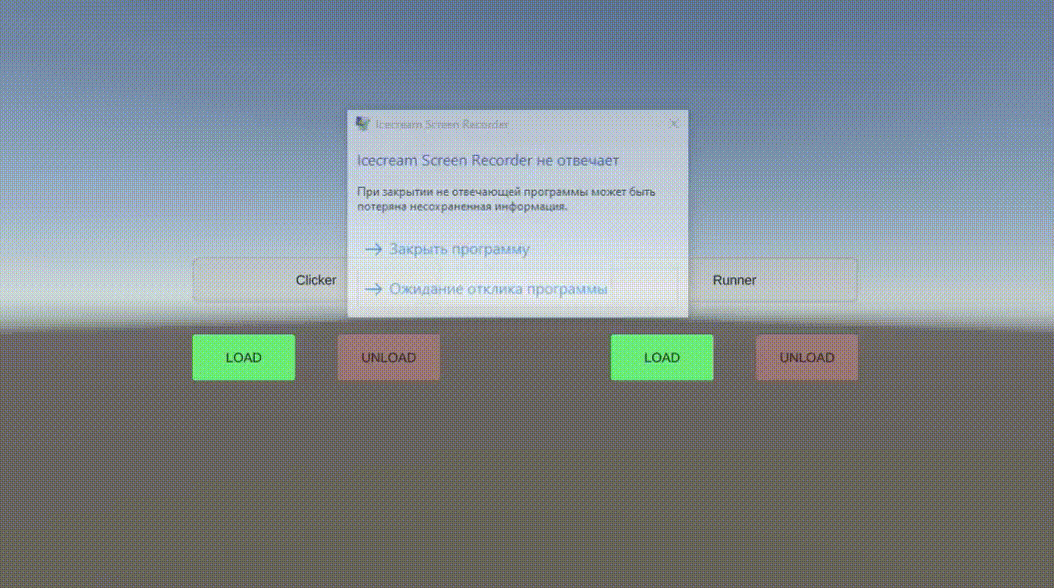 Icecream Screen Recorder
Icecream Screen Recorder не отвечает
При закрытии не отвечающей программы может быть
потеряна несохраненная информация.
Закрыть программу
Ожидание отклика программы
Clicker
Runner
LOAD
UNLOAD
LOAD
UNLOAD